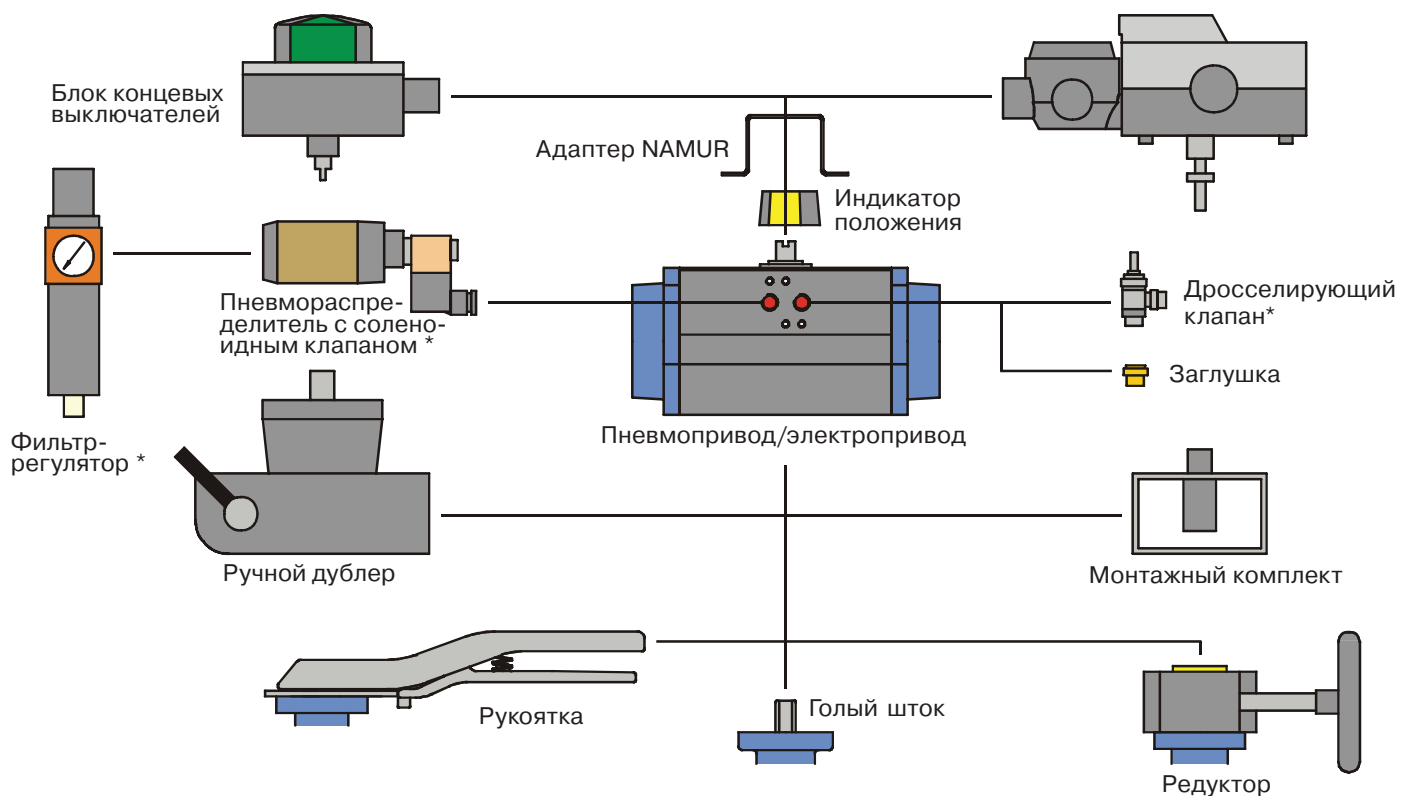 Блок концевых
выключателей
Адаптер NAMUR
Индикатор
положения
Пневмораспре-
делитель с солено-
идным клапаном *
Дросселирующий
клапан*
Заглушка
Фильтр-
регулятор *
Пневмопривод/электропривод
Ручной дублер
Монтажный комплект
Рукоятка
Голый шток
Редуктор